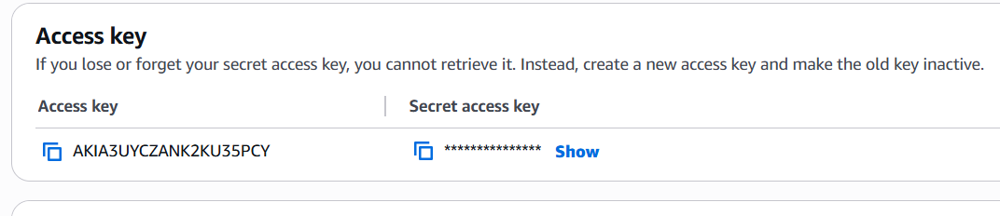 Access key
If you lose or forget your secret access key, you cannot retrieve it. Instead, create a new access key and make the old key inactive.
Access key Secret access key
AKIA3UYCZANK2KU35PCY *************** Show